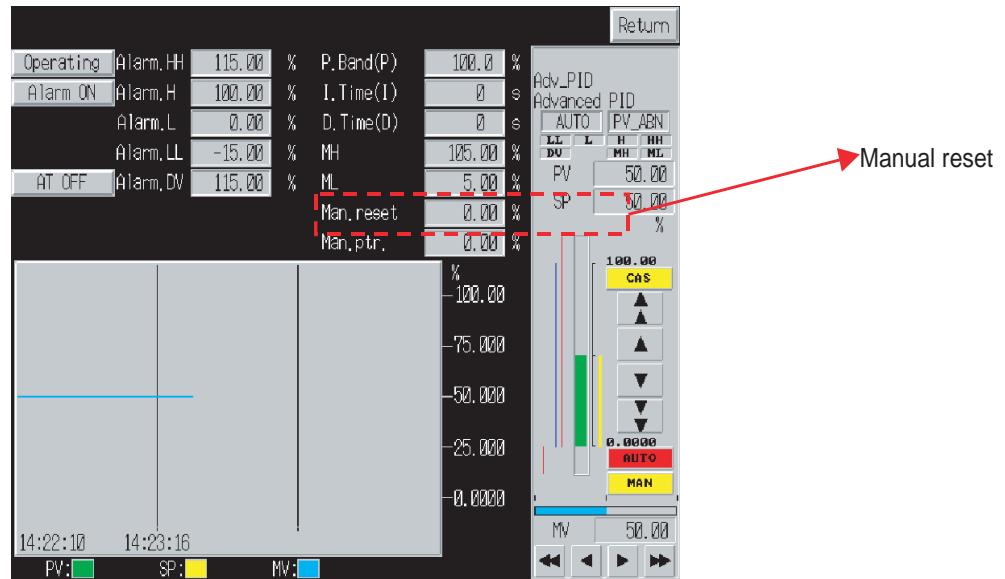 Return
Operating Alarm.HH 115.00 % P.Band(P) 100.0 %
Alarm ON Alarm.H 100.00 % I.Time(I) 0 s
Alarm.L 0.00 % D.Time(D) 0 s
Alarm.LL -15.00 % MH 105.00 %
AT OFF Alarm.DV 115.00 % ML 5.00 %
Man.reset 0.00 %
Man.ptr. 0.00 %
Adv_PID
Advanced PID
AUTO PV_ABN
LL L H HH
DV MH ML
PV 50.00
SP 50.00
%
Manual reset
%
100.00
75.000
50.000
25.000
0.0000
100.00
CAS
0.0000
AUTO
MAN
MV 50.00
14:22:10 14:23:16
PV: SP: MV: